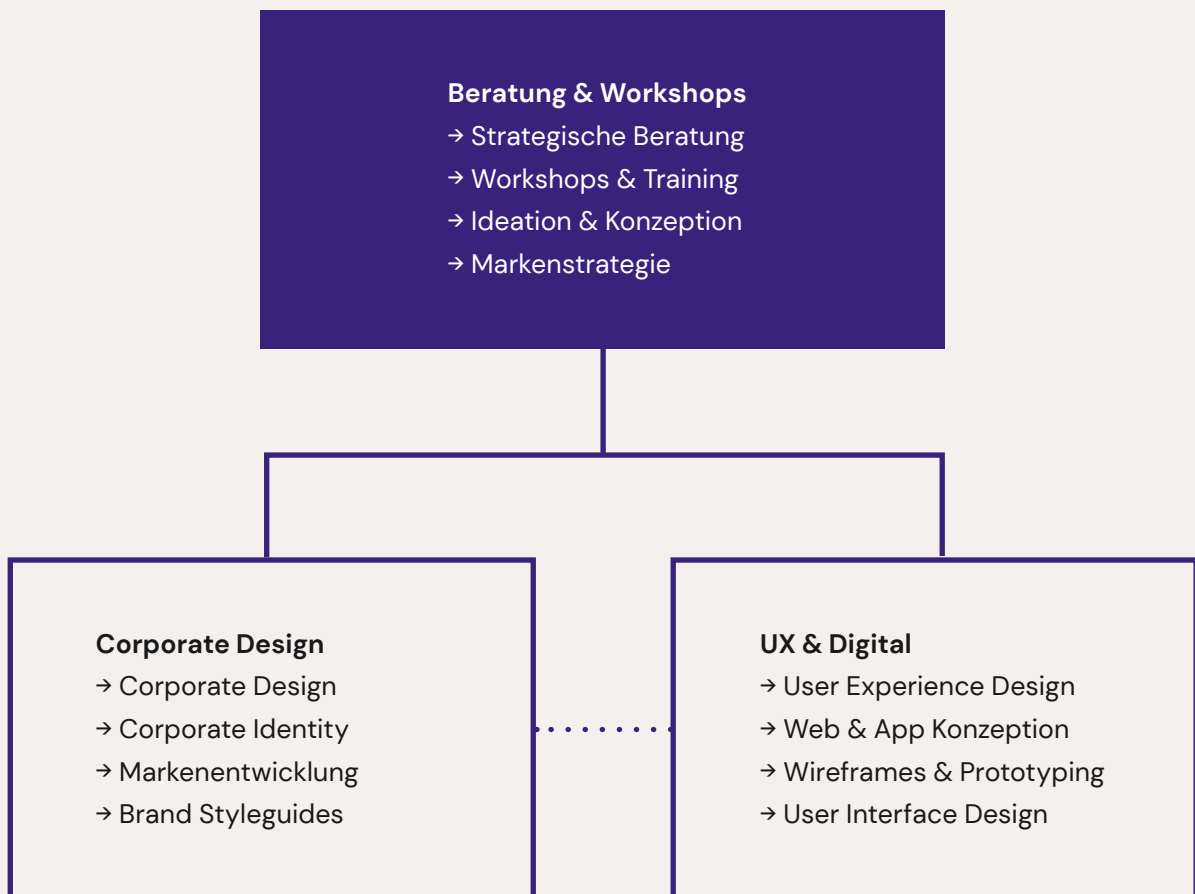 Beratung & Workshops
→ Strategische Beratung
→ Workshops & Training
→ Ideation & Konzeption
→ Markenstrategie
Corporate Design
→ Corporate Design
→ Corporate Identity
→ Markenentwicklung
→ Brand Styleguides
UX & Digital
→ User Experience Design
→ Web & App Konzeption
→ Wireframes & Prototyping
→ User Interface Design